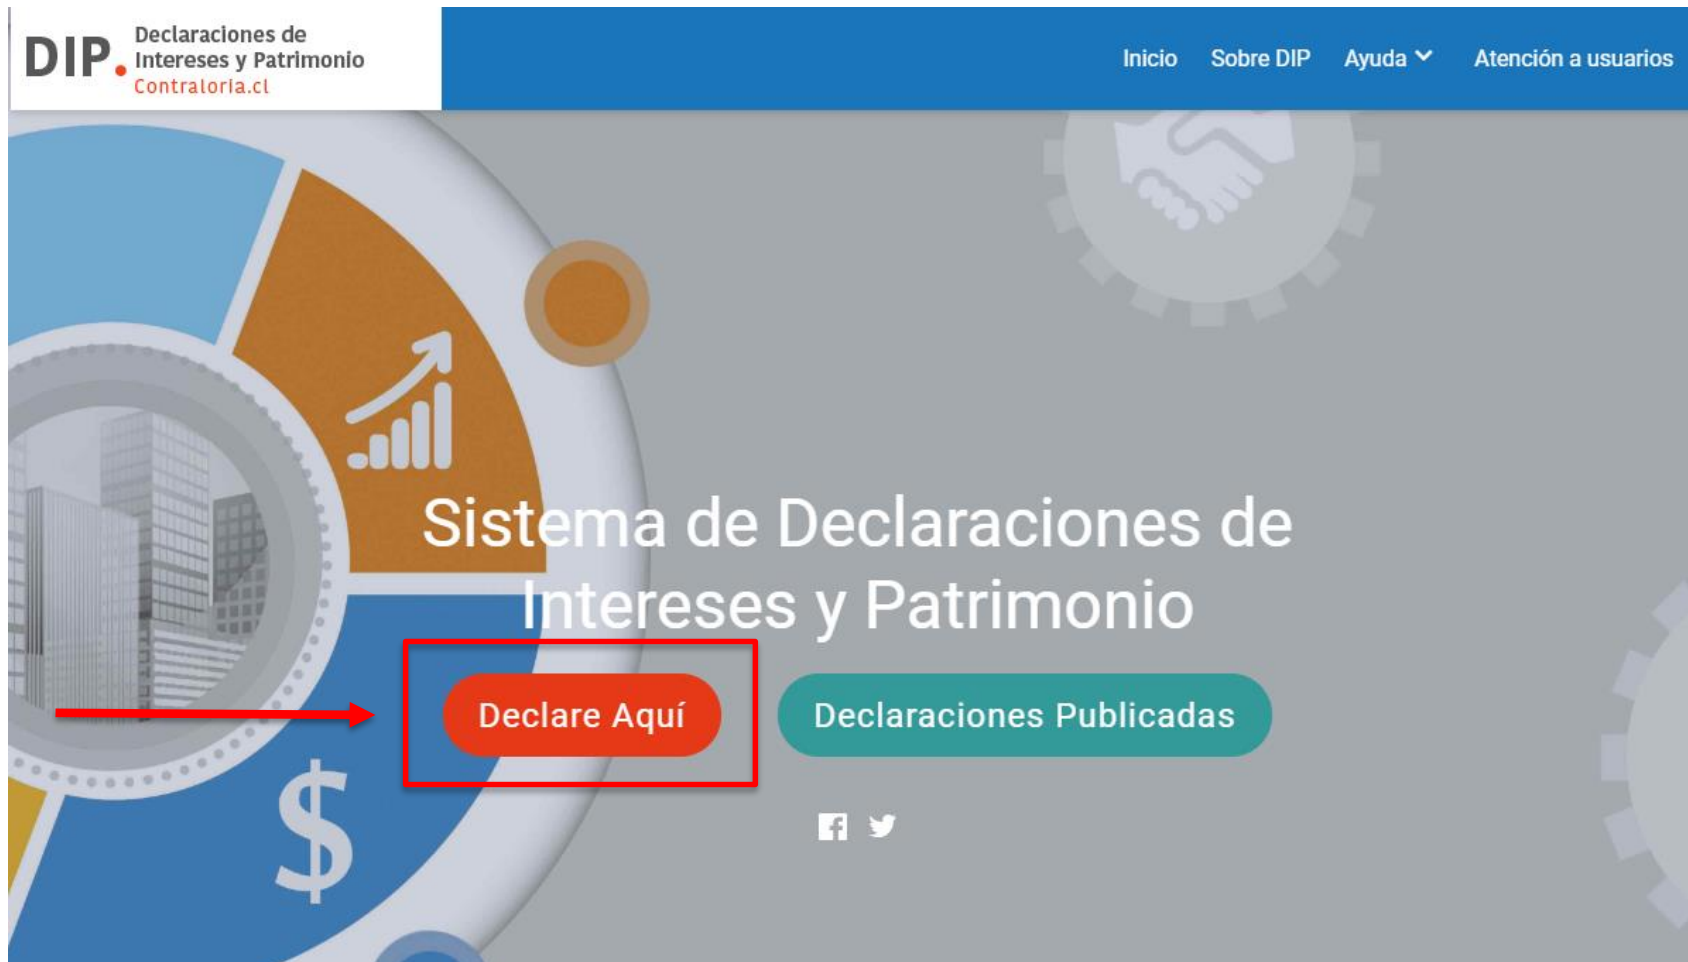 DIP.
Declaraciones de
Intereses y Patrimonio
Contraloria.cl
Inicio
Sobre DIP
Ayuda
Atención a usuarios
$
Sistema de Declaraciones de
Intereses y Patrimonio
Declare Aquí
Declaraciones Publicadas